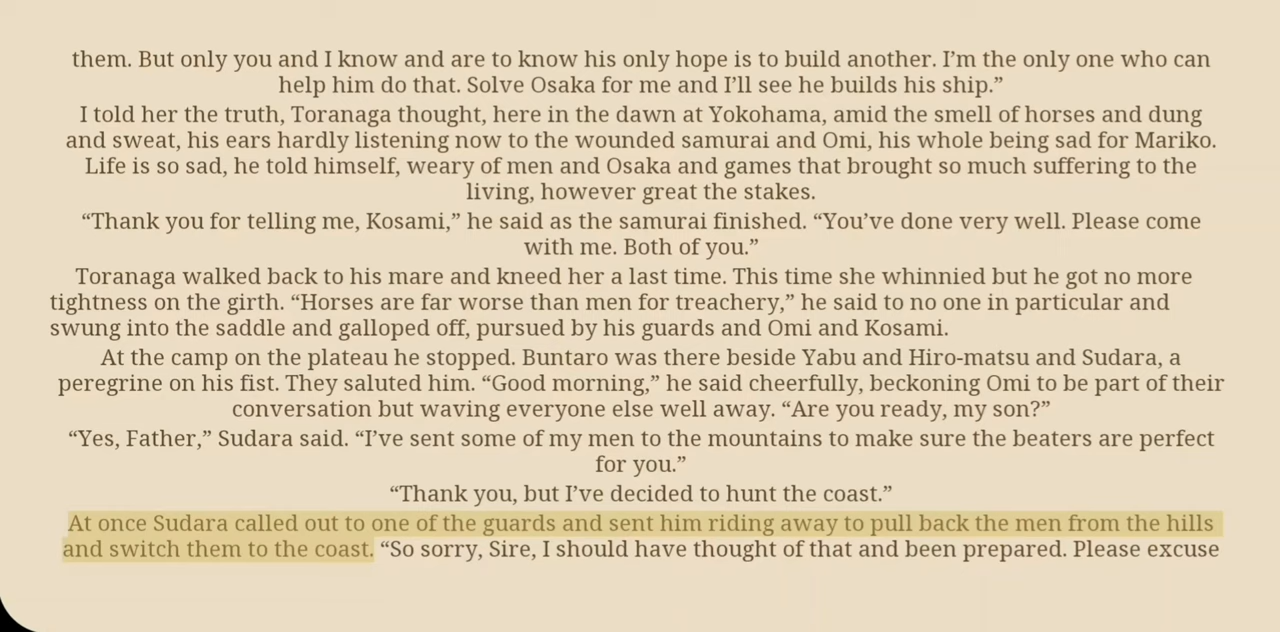 them. But only you and I know and are to know his only hope is to build another. I’m the only one who can
help him do that. Solve Osaka for me and I’ll see he builds his ship.”
I told her the truth, Toranaga thought, here in the dawn at Yokohama, amid the smell of horses and dung
and sweat, his ears hardly listening now to the wounded samurai and Omi, his whole being sad for Mariko.
Life is so sad, he told himself, weary of men and Osaka and games that brought so much suffering to the
living, however great the stakes.
“Thank you for telling me, Kosami,” he said as the samurai finished. “You’ve done very well. Please come
with me. Both of you.”
Toranaga walked back to his mare and kneed her a last time. This time she whinnied but he got no more
tightness on the girth. “Horses are far worse than men for treachery,” he said to no one in particular and
swung into the saddle and galloped off, pursued by his guards and Omi and Kosami.
At the camp on the plateau he stopped. Buntaro was there beside Yabu and Hiro-matsu and Sudara, a
peregrine on his fist. They saluted him. “Good morning,” he said cheerfully, beckoning Omi to be part of their
conversation but waving everyone else well away. “Are you ready, my son?”
“Yes, Father,” Sudara said. “I’ve sent some of my men to the mountains to make sure the beaters are perfect
for you.”
“Thank you, but I’ve decided to hunt the coast.”
At once Sudara called out to one of the guards and sent him riding away to pull back the men from the hills
and switch them to the coast. “So sorry, Sire, I should have thought of that and been prepared. Please excuse